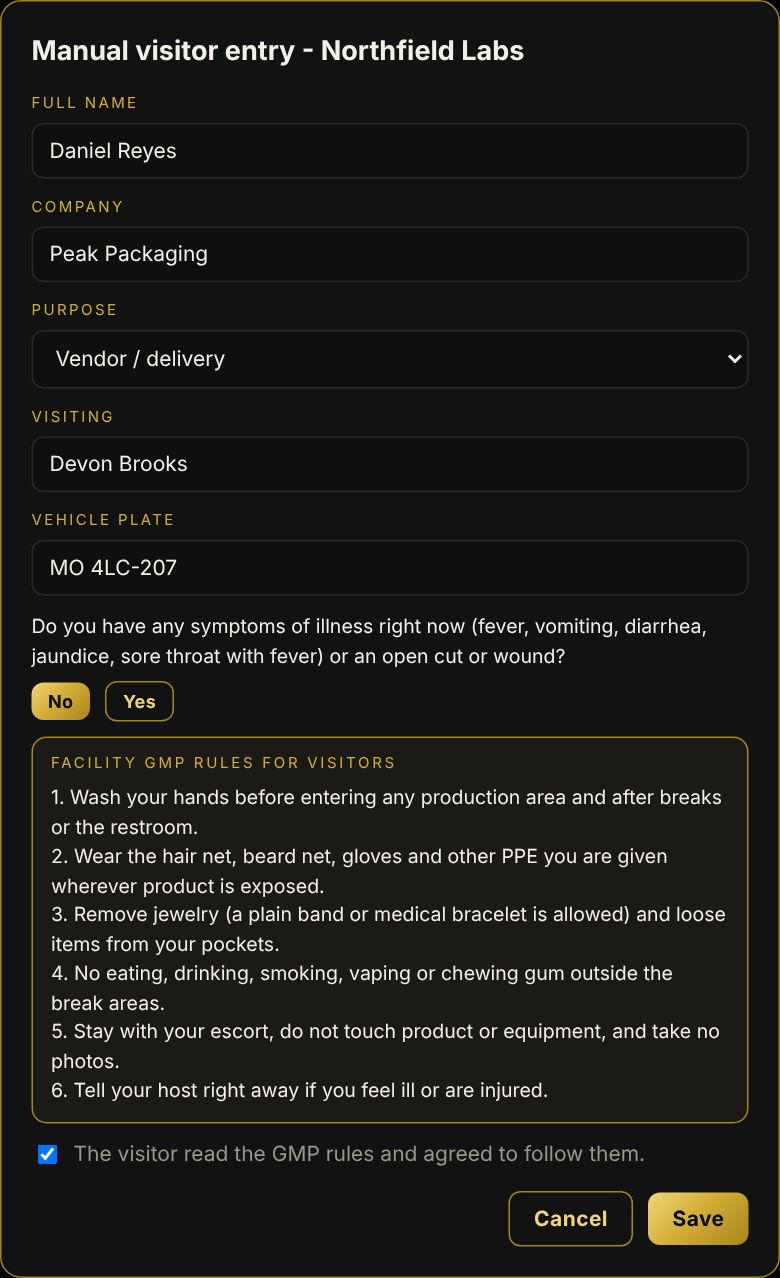 Manual visitor entry - Northfield Labs
FULL NAME
Daniel Reyes
COMPANY
Peak Packaging
PURPOSE
Vendor / delivery
VISITING
Devon Brooks
VEHICLE PLATE
MO 4LC-207
Do you have any symptoms of illness right now (fever, vomiting, diarrhea,
jaundice, sore throat with fever) or an open cut or wound?
No Yes
FACILITY GMP RULES FOR VISITORS
1. Wash your hands before entering any production area and after breaks
or the restroom.
2. Wear the hair net, beard net, gloves and other PPE you are given
wherever product is exposed.
3. Remove jewelry (a plain band or medical bracelet is allowed) and loose
items from your pockets.
4. No eating, drinking, smoking, vaping or chewing gum outside the
break areas.
5. Stay with your escort, do not touch product or equipment, and take no
photos.
6. Tell your host right away if you feel ill or are injured.
The visitor read the GMP rules and agreed to follow them.
Cancel Save